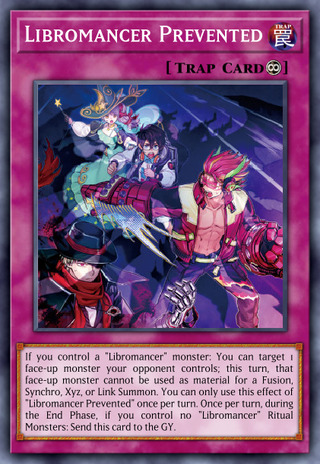 Libromancer Prevented
TRAP
罠
[ Trap Card ]
If you control a "Libromancer" monster: You can target 1
face-up monster your opponent controls; this turn, that
face-up monster cannot be used as material for a Fusion,
Synchro, Xyz, or Link Summon. You can only use this effect of
"Libromancer Prevented" once per turn. Once per turn, during
the End Phase, if you control no "Libromancer" Ritual
Monsters: Send this card to the GY.